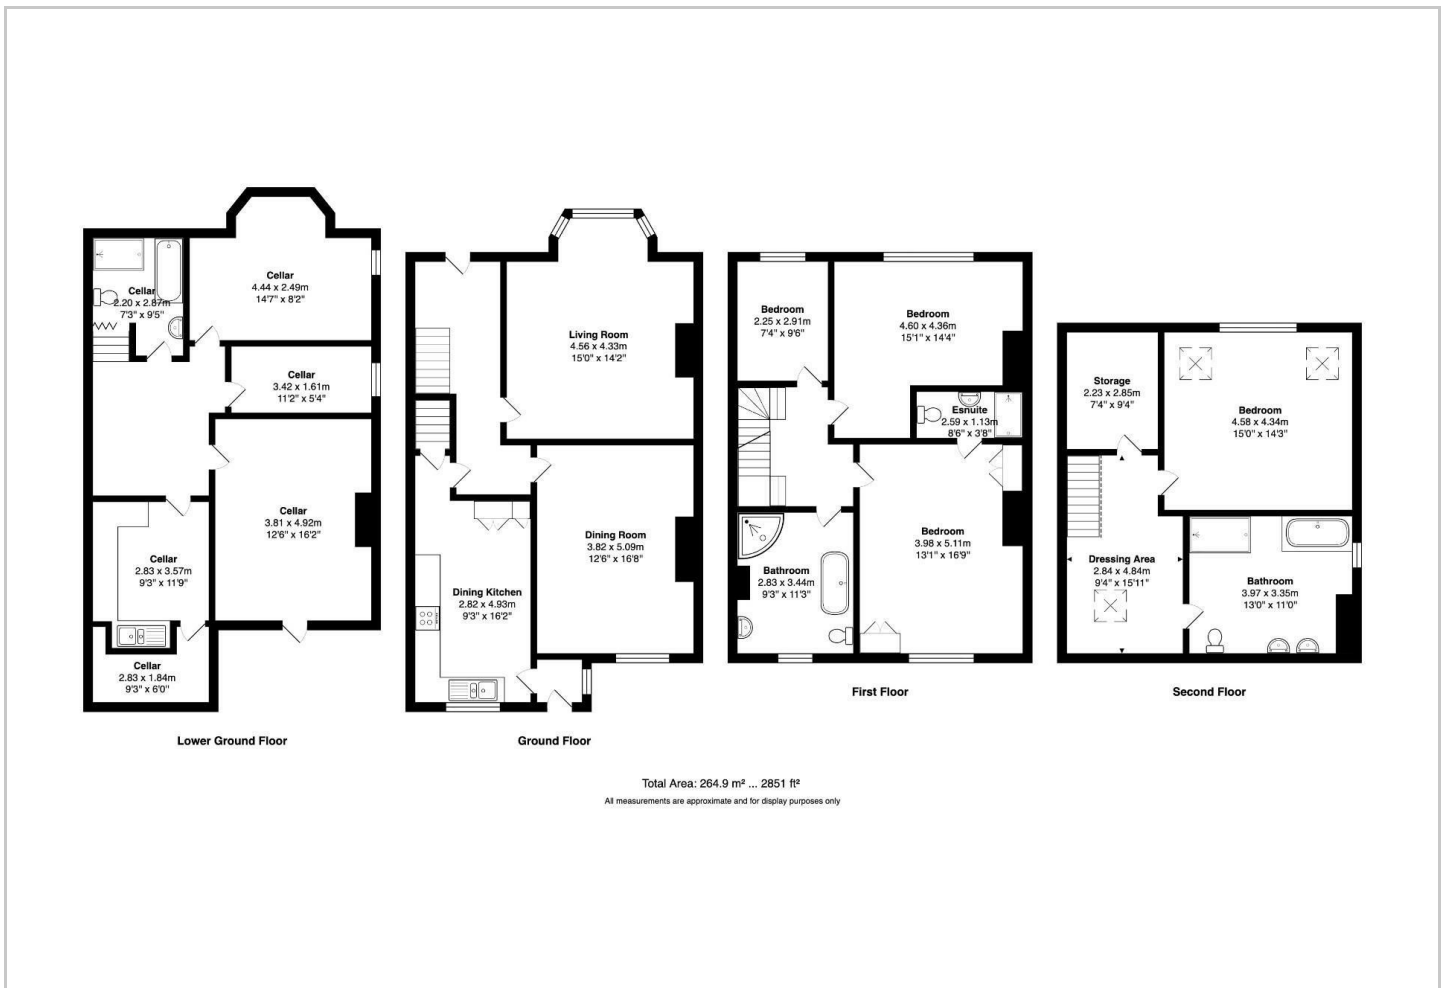 Cellar
2.20 x 2.87m
7'3" x 9'5"
Cellar
4.44 x 2.49m
14'7" x 8'2"
Cellar
3.42 x 1.61m
11'2" x 5'4"
Cellar
3.81 x 4.92m
12'6" x 16'2"
Cellar
2.83 x 3.57m
9'3" x 11'9"
Cellar
2.83 x 1.84m
9'3" x 6'0"
Lower Ground Floor
Living Room
4.56 x 4.33m
15'0" x 14'2"
Dining Room
3.82 x 5.09m
12'6" x 16'8"
Dining Kitchen
2.82 x 4.93m
9'3" x 16'2"
Ground Floor
Bedroom
2.25 x 2.91m
7'4" x 9'6"
Bedroom
4.60 x 4.36m
15'1" x 14'4"
Esnuite
2.59 x 1.13m
8'6" x 3'8"
Bedroom
3.98 x 5.11m
13'1" x 16'9"
Bathroom
2.83 x 3.44m
9'3" x 11'3"
First Floor
Storage
2.23 x 2.85m
7'4" x 9'4"
Bedroom
4.58 x 4.34m
15'0" x 14'3"
Dressing Area
2.84 x 4.84m
9'4" x 15'11"
Bathroom
3.97 x 3.35m
13'0" x 11'0"
Second Floor
Total Area: 264.9 m² ... 2851 ft²
All measurements are approximate and for display purposes only